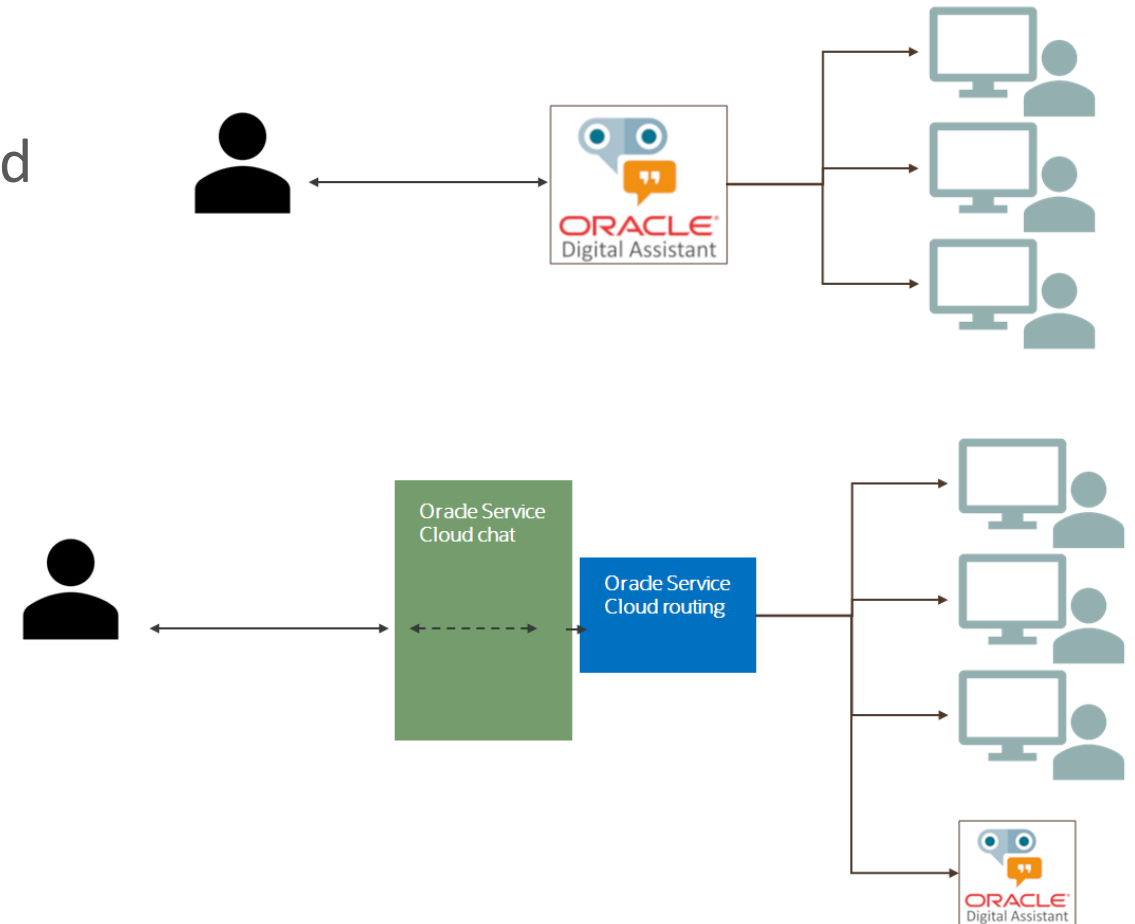 d
ORACLE®
Digital Assistant
Oracle Service
Cloud chat
Oracle Service
Cloud routing
ORACLE®
Digital Assistant